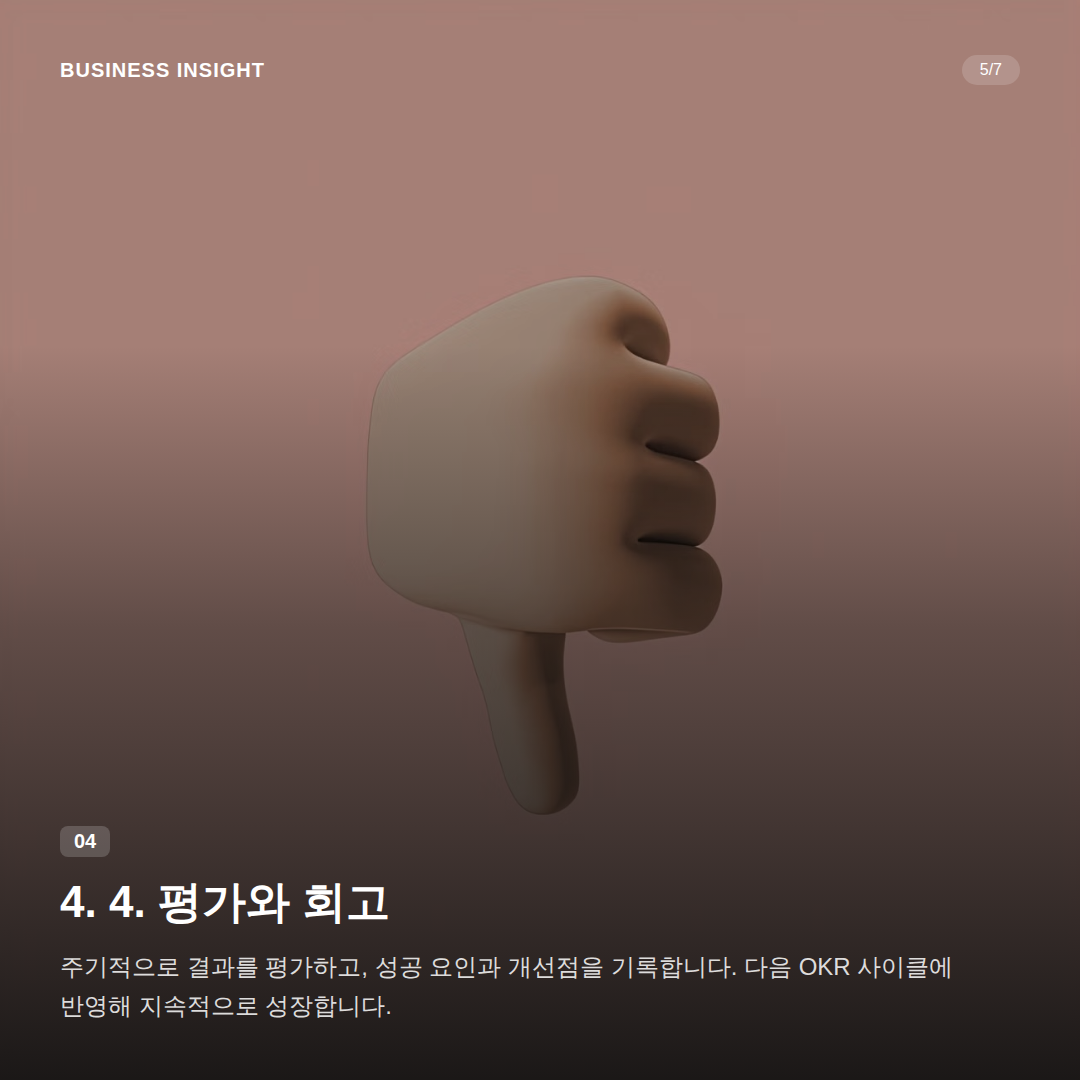 BUSINESS INSIGHT
5/7
04
4. 4. 평가와 회고
주기적으로 결과를 평가하고, 성공 요인과 개선점을 기록합니다. 다음 OKR 사이클에
반영해 지속적으로 성장합니다.